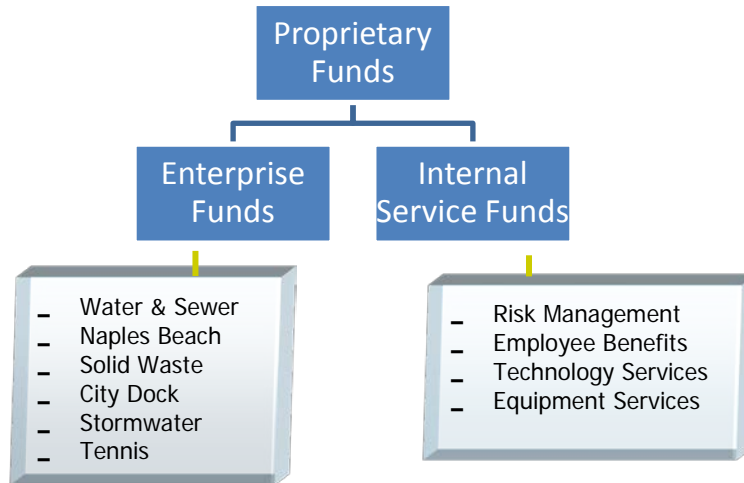 Proprietary
Funds
Enterprise
Funds
Internal
Service Funds
– Water & Sewer
– Naples Beach
– Solid Waste
– City Dock
– Stormwater
– Tennis
– Risk Management
– Employee Benefits
– Technology Services
– Equipment Services